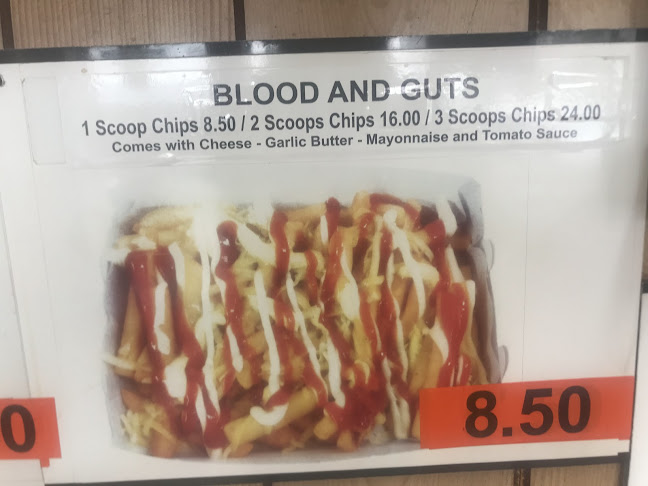 BLOOD AND GUTS
1 Scoop Chips 8.50 / 2 Scoops Chips 16.00 / 3 Scoops Chips 24.00
Comes with Cheese - Garlic Butter - Mayonnaise and Tomato Sauce
8.50
0